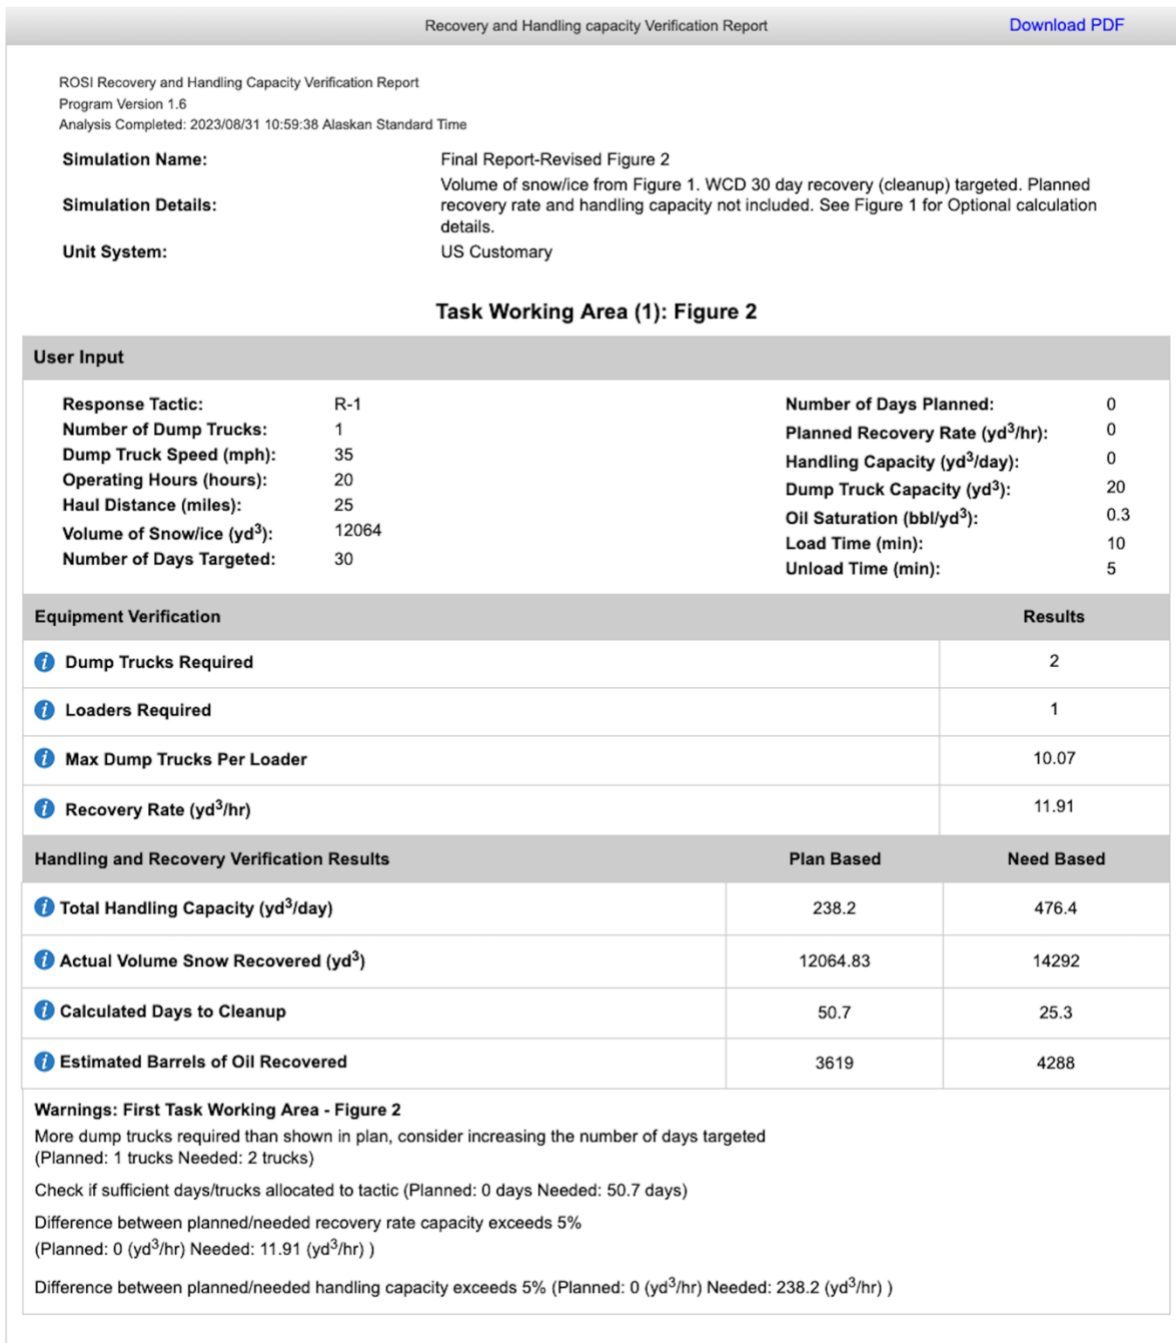 Recovery and Handling capacity Verification Report
Download PDF
ROSI Recovery and Handling Capacity Verification Report
Program Version 1.6
Analysis Completed: 2023/08/31 10:59:38 Alaskan Standard Time
Simulation Name: Final Report-Revised Figure 2
Simulation Details: Volume of snow/ice from Figure 1. WCD 30 day recovery (cleanup) targeted. Planned
recovery rate and handling capacity not included. See Figure 1 for Optional calculation
details.
Unit System: US Customary
Task Working Area (1): Figure 2
User Input
Response Tactic: R-1
Number of Dump Trucks: 1
Dump Truck Speed (mph): 35
Operating Hours (hours): 20
Haul Distance (miles): 25
Volume of Snow/ice (yd³): 12064
Number of Days Targeted: 30
Number of Days Planned: 0
Planned Recovery Rate (yd³/hr): 0
Handling Capacity (yd³/day): 0
Dump Truck Capacity (yd³): 20
Oil Saturation (bbl/yd³): 0.3
Load Time (min): 10
Unload Time (min): 5
Equipment Verification Results
Dump Trucks Required 2
Loaders Required 1
Max Dump Trucks Per Loader 10.07
Recovery Rate (yd³/hr) 11.91
Handling and Recovery Verification Results Plan Based Need Based
Total Handling Capacity (yd³/day) 238.2 476.4
Actual Volume Snow Recovered (yd³) 12064.83 14292
Calculated Days to Cleanup 50.7 25.3
Estimated Barrels of Oil Recovered 3619 4288
Warnings: First Task Working Area - Figure 2
More dump trucks required than shown in plan, consider increasing the number of days targeted
(Planned: 1 trucks Needed: 2 trucks)
Check if sufficient days/trucks allocated to tactic (Planned: 0 days Needed: 50.7 days)
Difference between planned/needed recovery rate capacity exceeds 5%
(Planned: 0 (yd³/hr) Needed: 11.91 (yd³/hr) )
Difference between planned/needed handling capacity exceeds 5% (Planned: 0 (yd³/hr) Needed: 238.2 (yd³/hr) )